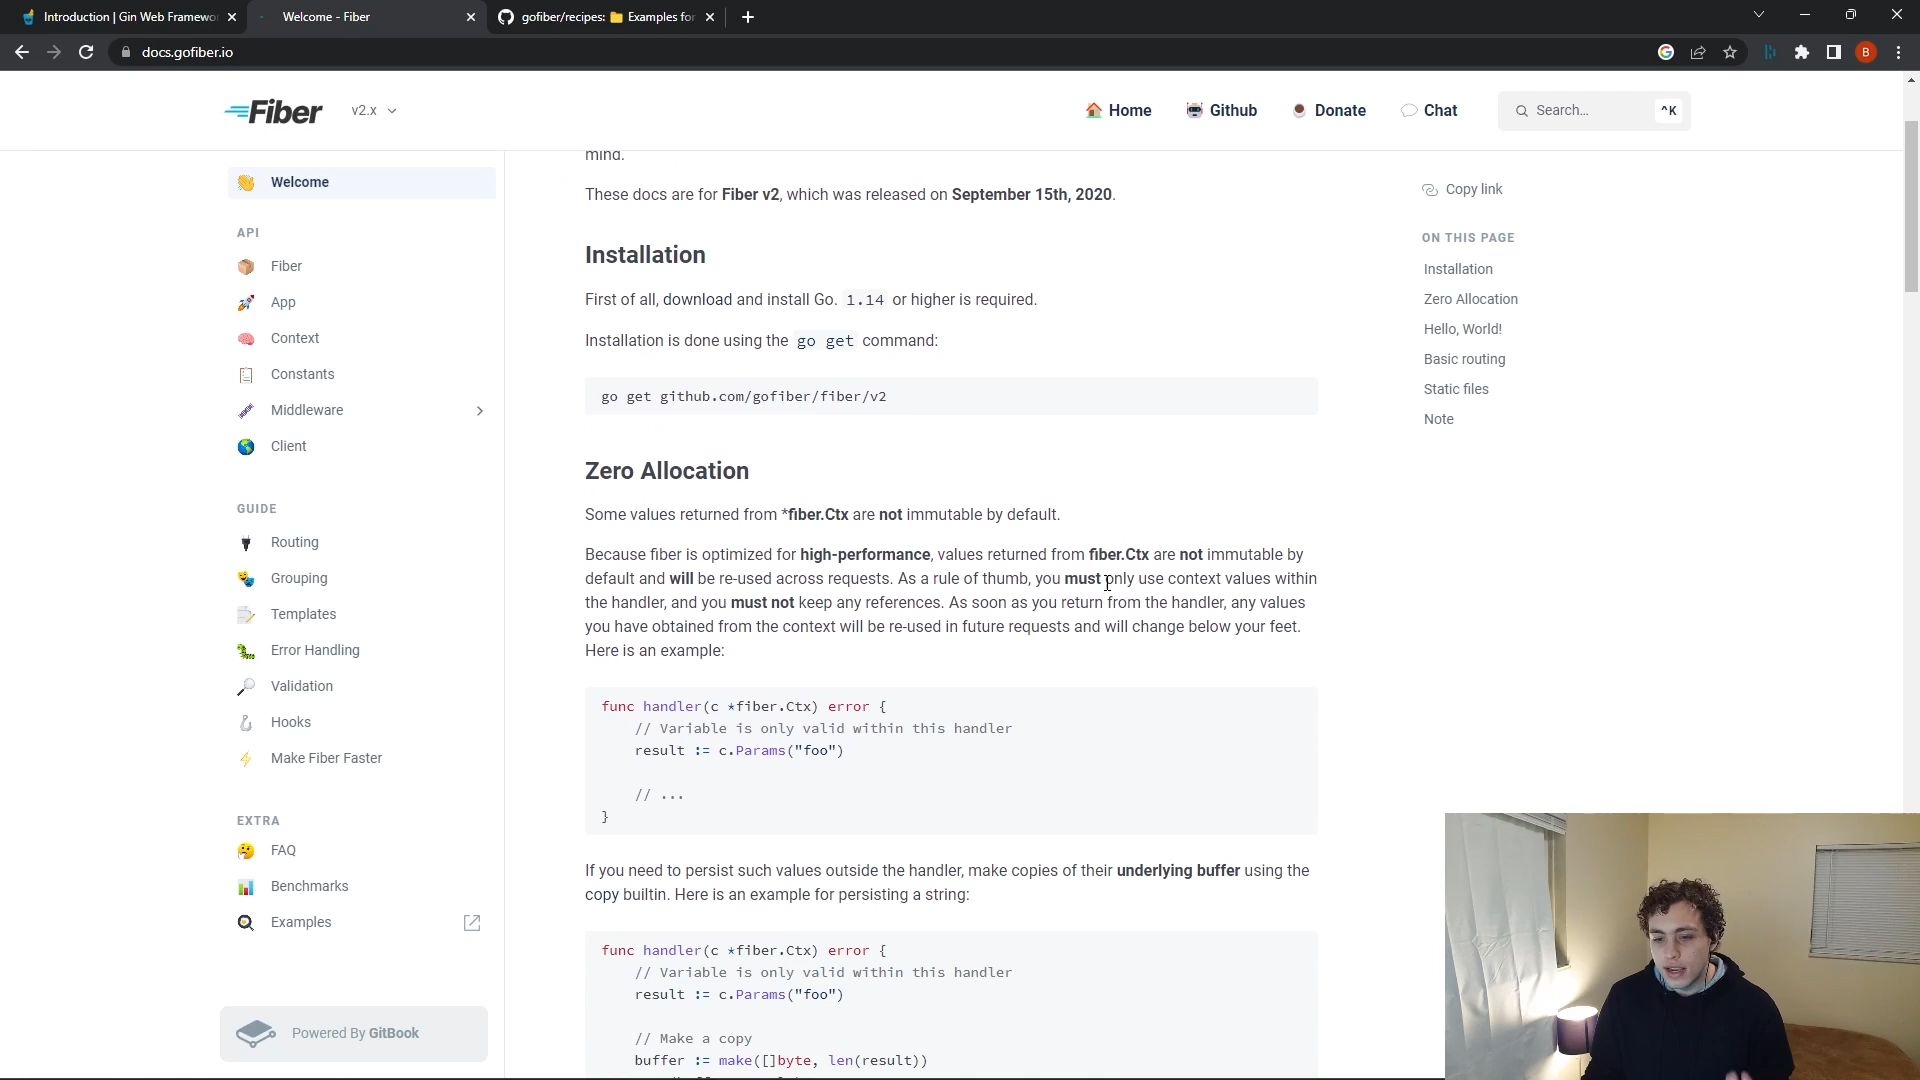 Introduction | Gin Web Framewor
Welcome - Fiber
gofiber/recipes: 📁 Examples for
docs.gofiber.io
B
Fiber
v2.x
Home
Github
Donate
Chat
Search...
^K
Welcome
API
Fiber
App
Context
Constants
Middleware
Client
GUIDE
Routing
Grouping
Templates
Error Handling
Validation
Hooks
Make Fiber Faster
EXTRA
FAQ
Benchmarks
Examples
Powered By GitBook
mind.
These docs are for Fiber v2, which was released on September 15th, 2020.
Installation
First of all, download and install Go. 1.14 or higher is required.
Installation is done using the go get command:
go get github.com/gofiber/fiber/v2
Zero Allocation
Some values returned from *fiber.Ctx are not immutable by default.
Because fiber is optimized for high-performance, values returned from fiber.Ctx are not immutable by
default and will be re-used across requests. As a rule of thumb, you must only use context values within
the handler, and you must not keep any references. As soon as you return from the handler, any values
you have obtained from the context will be re-used in future requests and will change below your feet.
Here is an example:
func handler(c *fiber.Ctx) error {
// Variable is only valid within this handler
result := c.Params("foo")
// ...
}
If you need to persist such values outside the handler, make copies of their underlying buffer using the
copy builtin. Here is an example for persisting a string:
func handler(c *fiber.Ctx) error {
// Variable is only valid within this handler
result := c.Params("foo")
// Make a copy
buffer := make([]byte, len(result))
Copy link
ON THIS PAGE
Installation
Zero Allocation
Hello, World!
Basic routing
Static files
Note